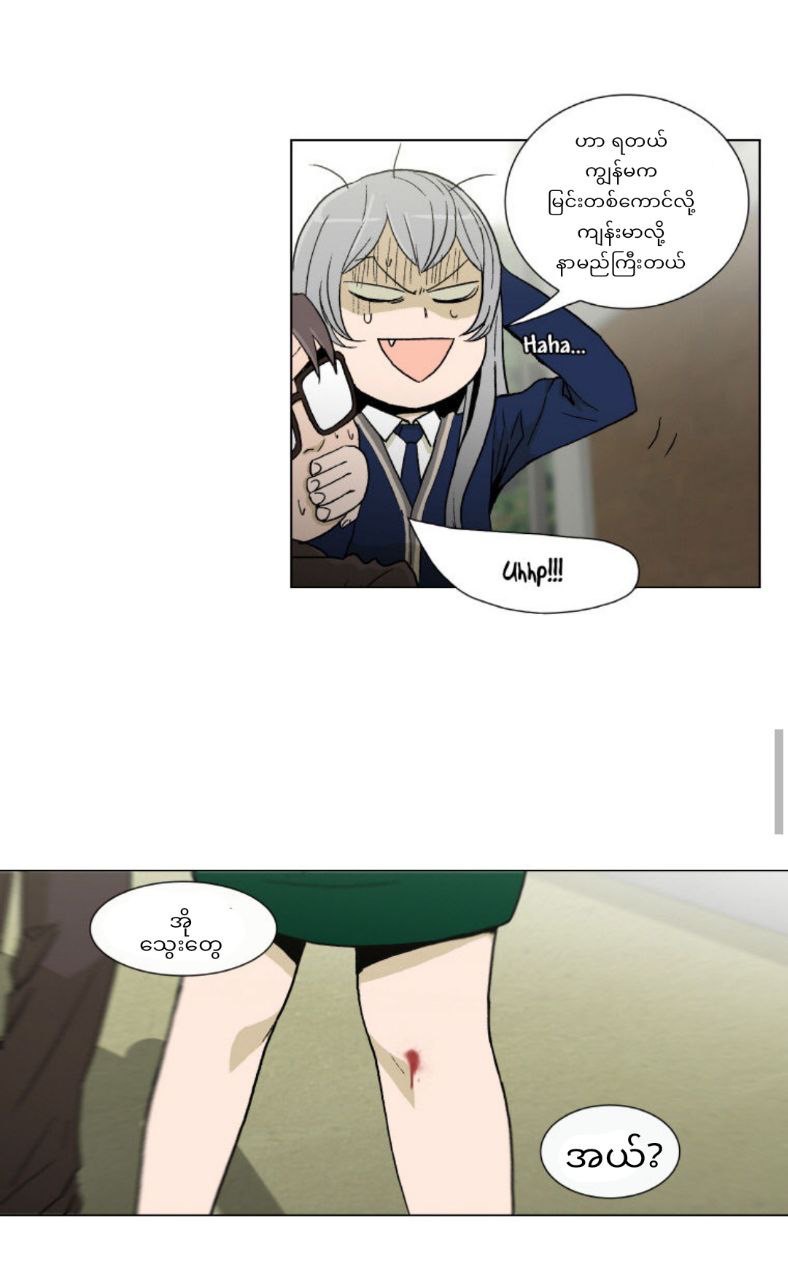 ဟာ ရတယ်
ကျွန်မက
မြင်းတစ်ကောင်လို့
ကျန်းမာလို့
နာမည်ကြီးတယ်
Haha...
Uhhp!!!
အို
သွေးတွေ
အယ်?